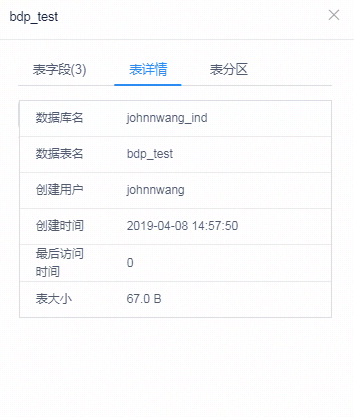 bdp_test
表字段(3) 表详情 表分区
数据库名 johnnwang_ind
数据表名 bdp_test
创建用户 johnnwang
创建时间 2019-04-08 14:57:50
最后访问
时间 0
表大小 67.0 B